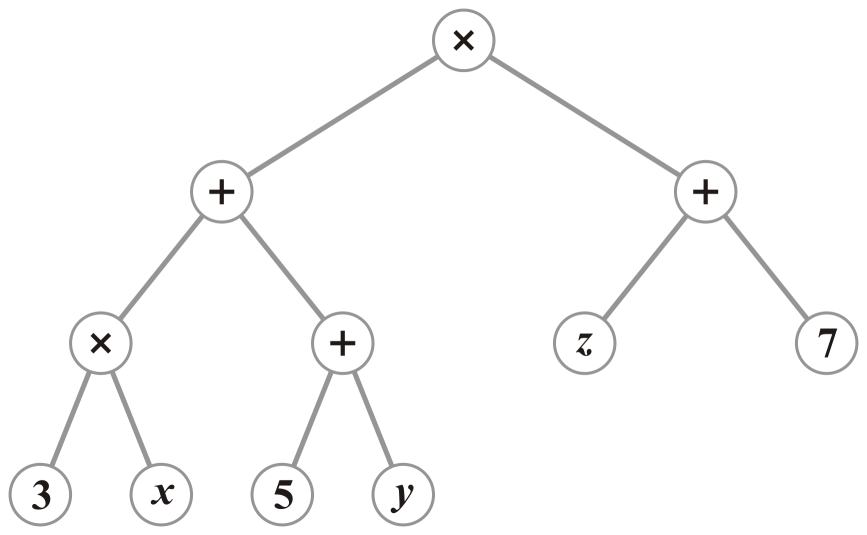 ×
+ +
× + z 7
3 x 5 y